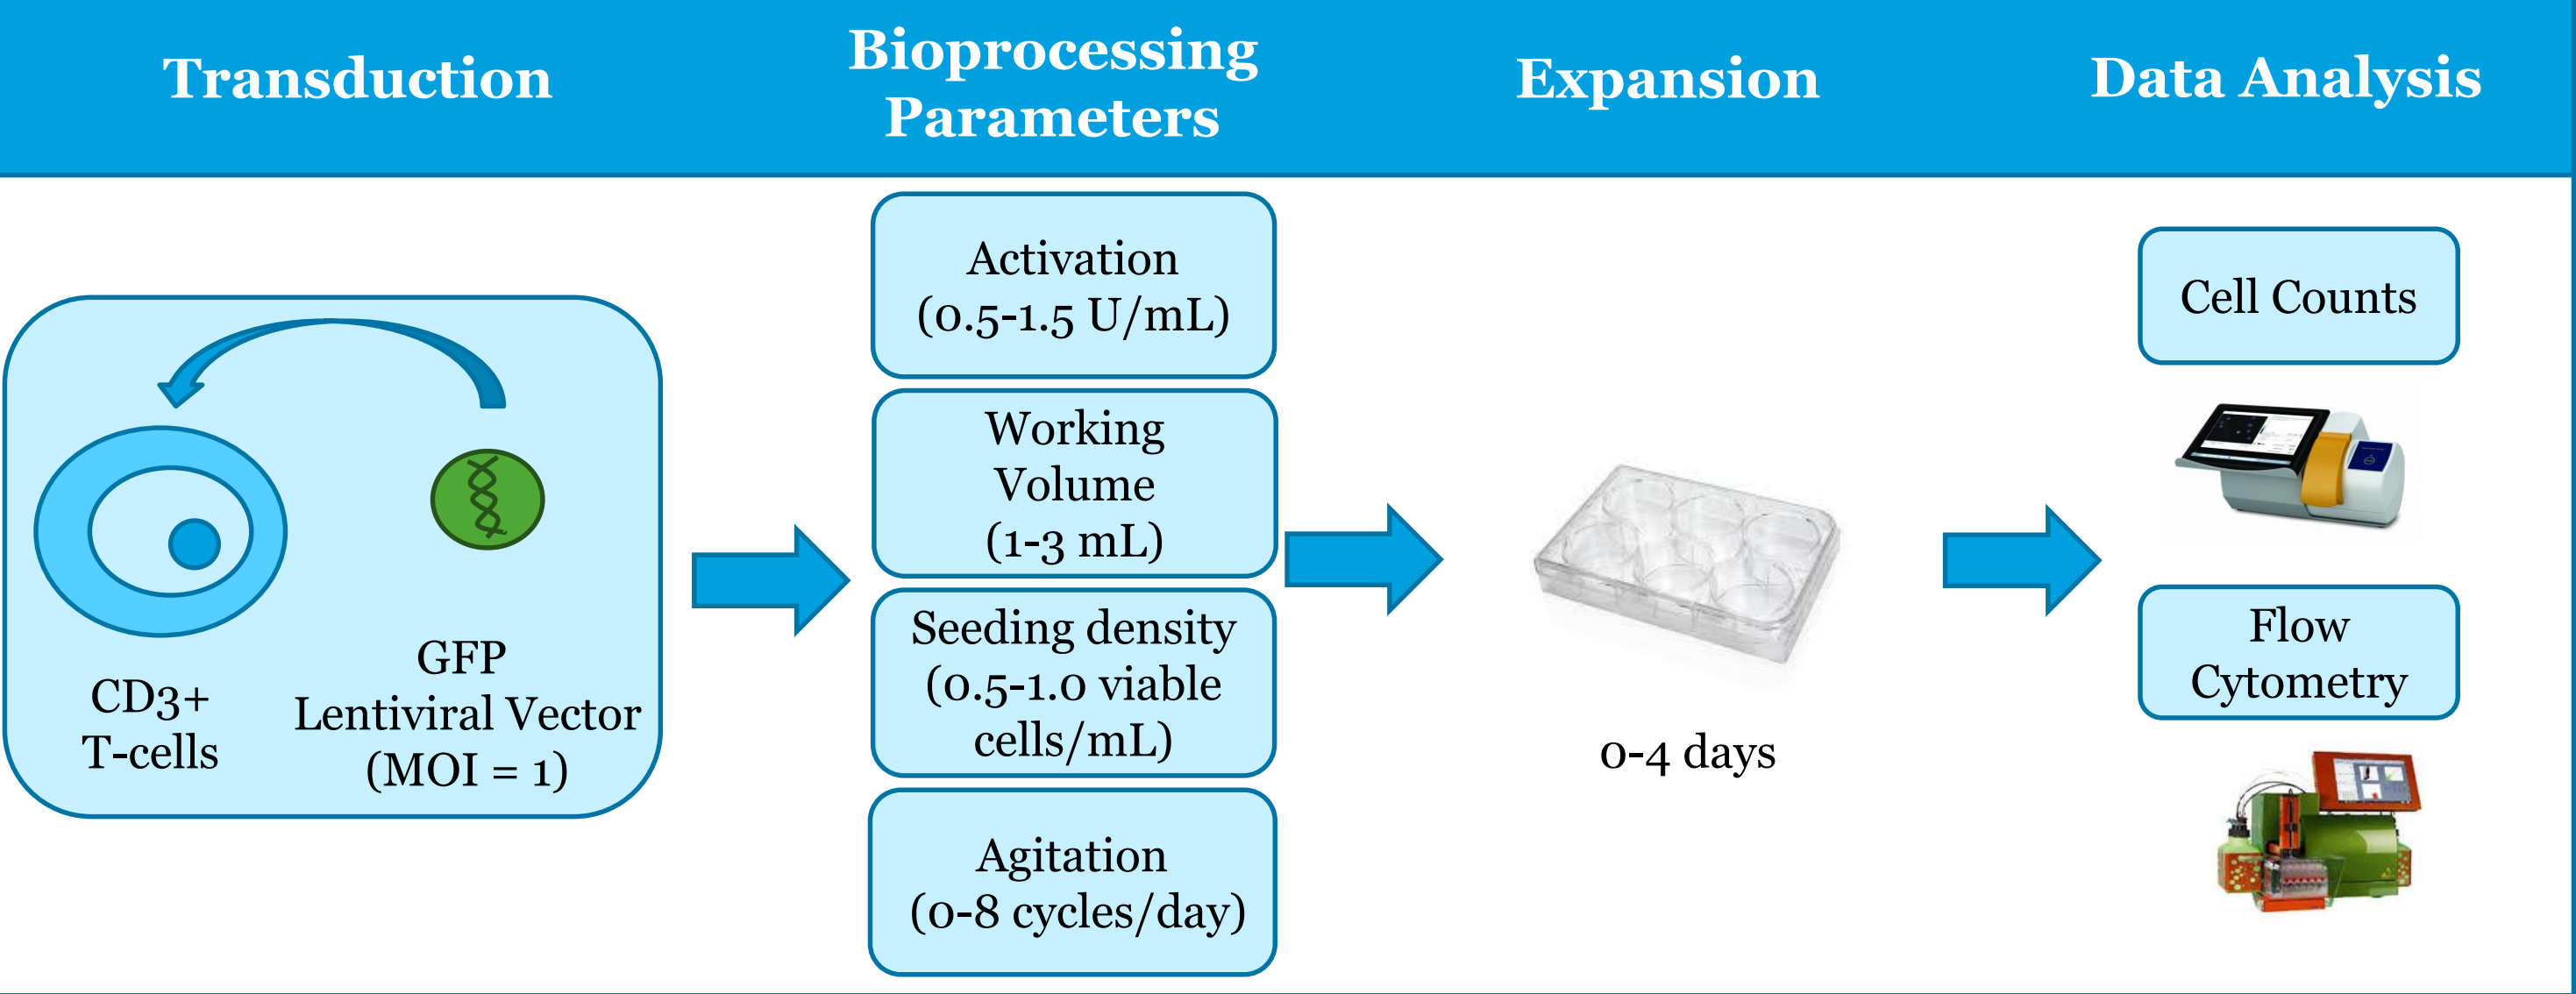 Transduction
Bioprocessing
Parameters
Expansion
Data Analysis
CD3+
T-cells
GFP
Lentiviral Vector
(MOI = 1)
Activation
(0.5-1.5 U/mL)
Working
Volume
(1-3 mL)
Seeding density
(0.5-1.0 viable
cells/mL)
Agitation
(0-8 cycles/day)
0-4 days
Cell Counts
Flow
Cytometry